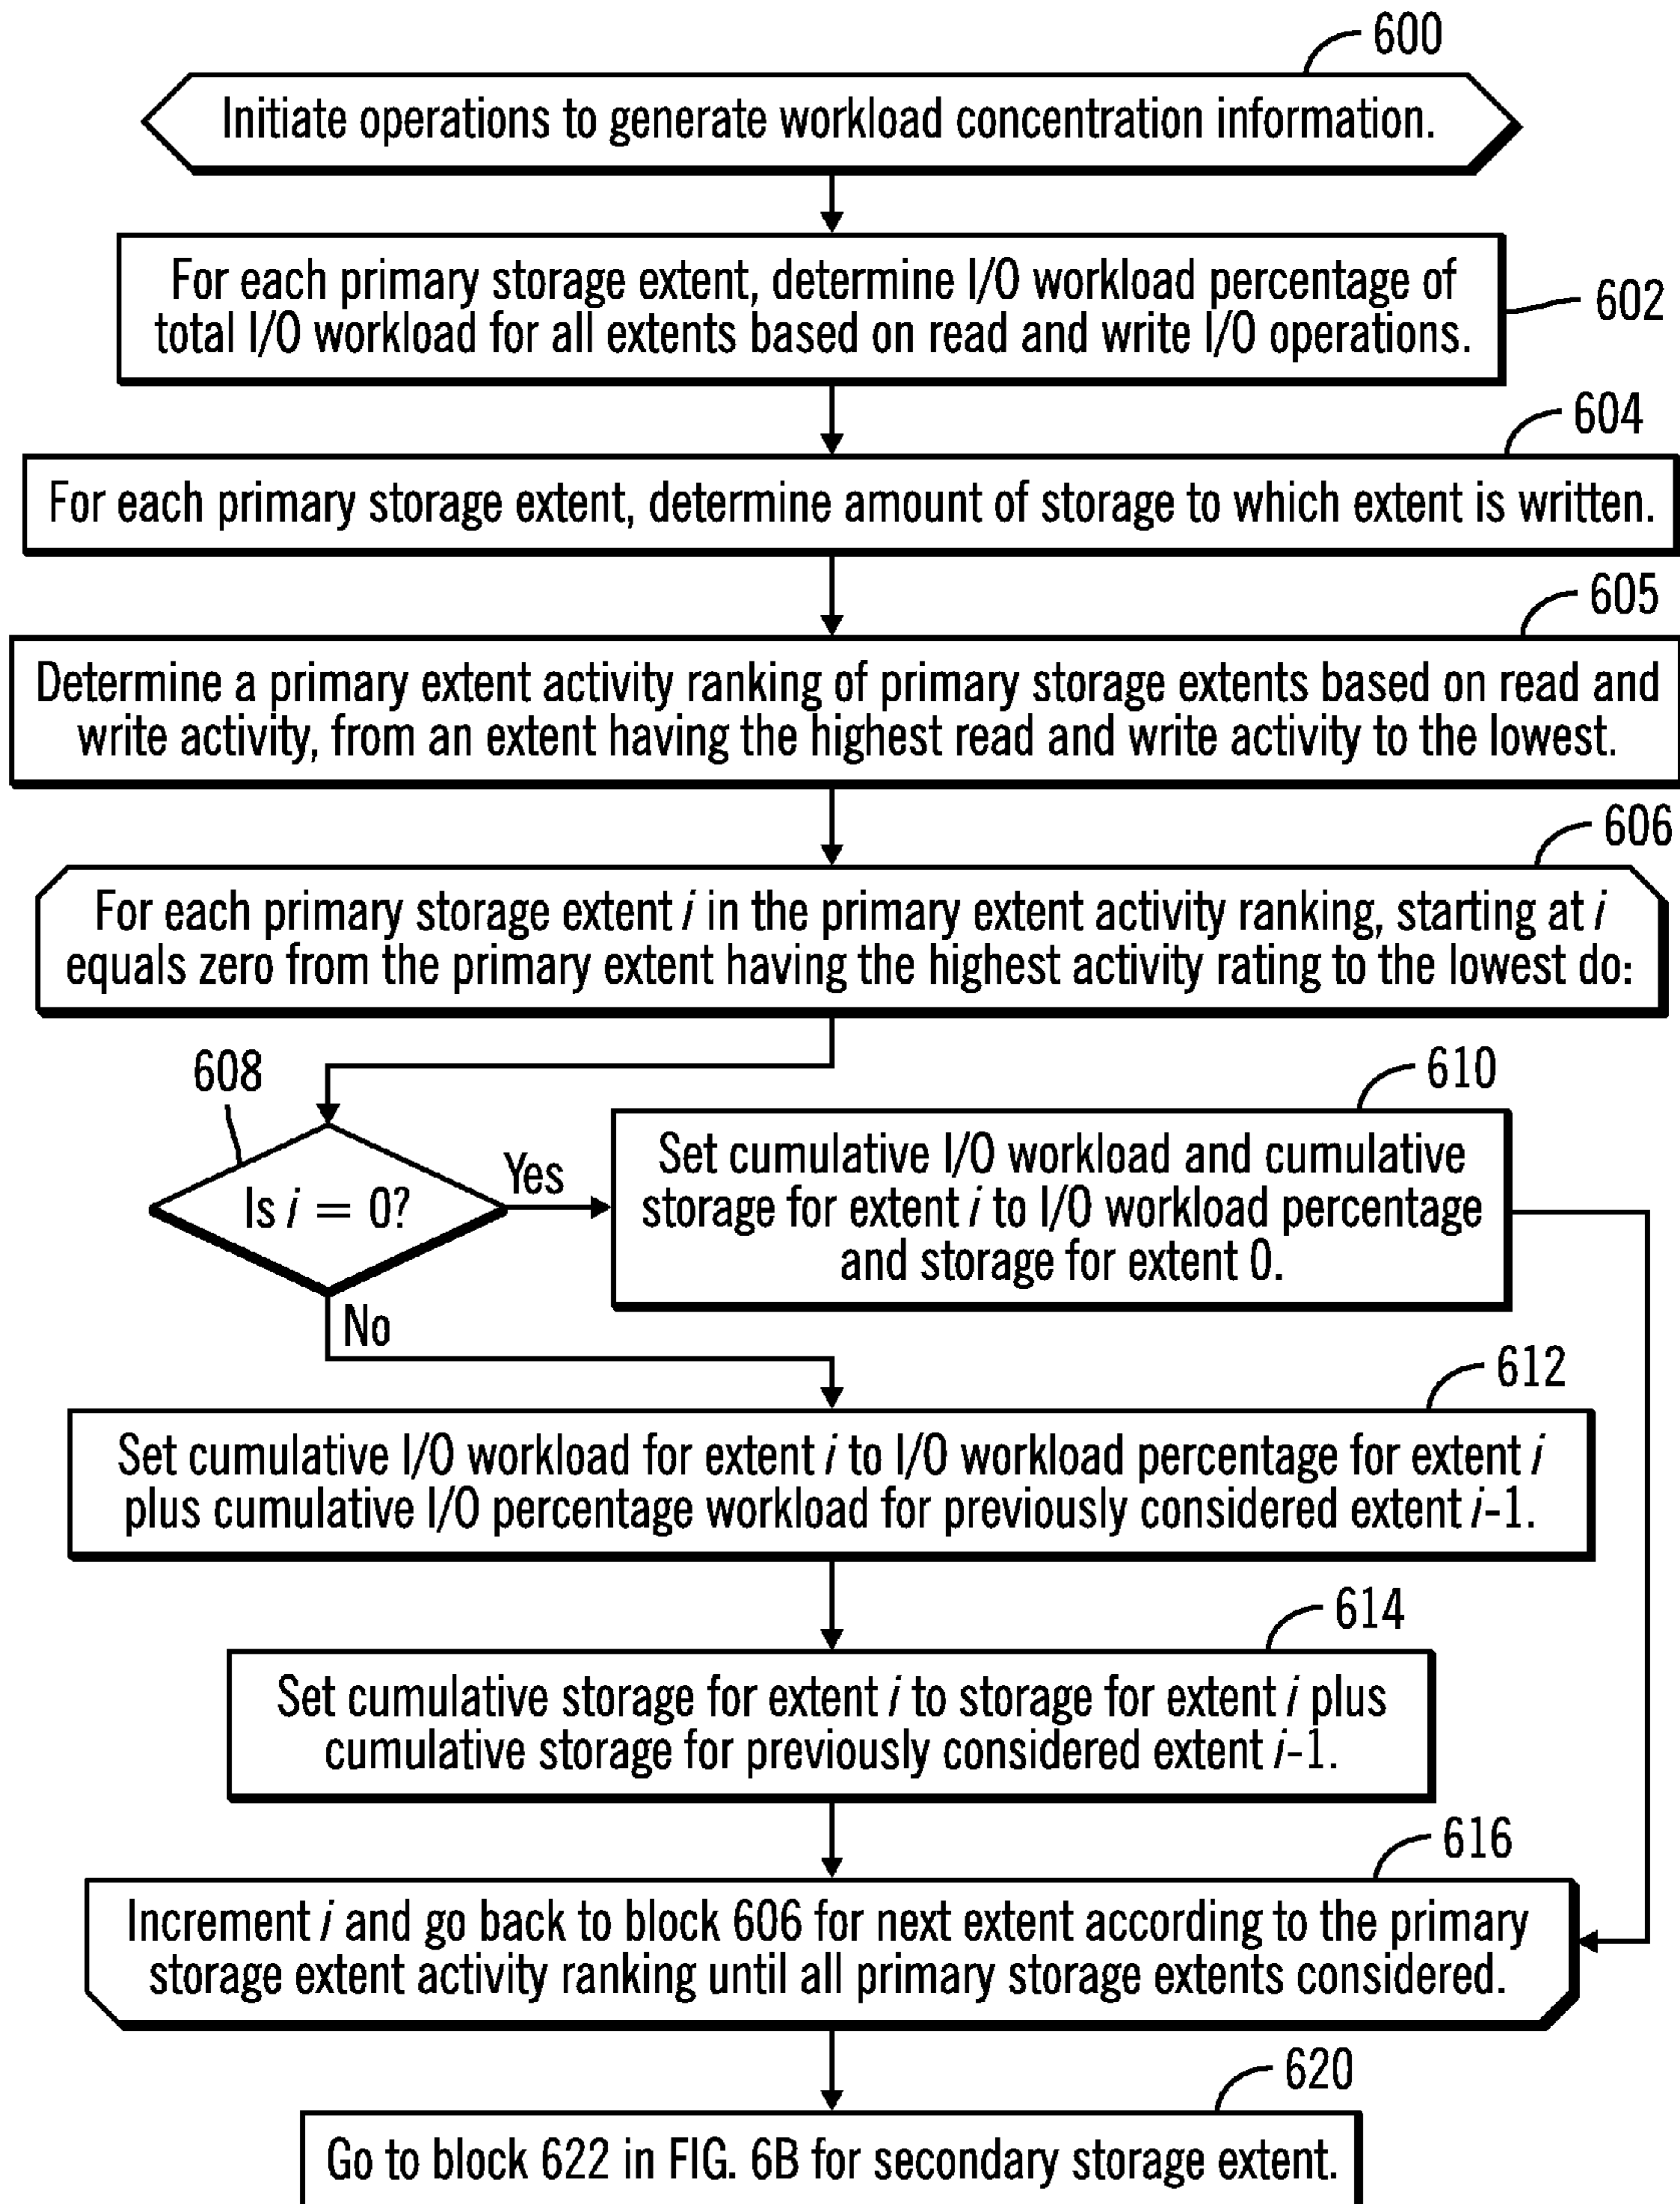 600
Initiate operations to generate workload concentration information.
For each primary storage extent, determine I/O workload percentage of
total I/O workload for all extents based on read and write I/O operations.
602
604
For each primary storage extent, determine amount of storage to which extent is written.
605
Determine a primary extent activity ranking of primary storage extents based on read and
write activity, from an extent having the highest read and write activity to the lowest.
606
For each primary storage extent i in the primary extent activity ranking, starting at i
equals zero from the primary extent having the highest activity rating to the lowest do:
608
Is i = 0?
Yes
610
Set cumulative I/O workload and cumulative
storage for extent i to I/O workload percentage
and storage for extent 0.
No
612
Set cumulative I/O workload for extent i to I/O workload percentage for extent i
plus cumulative I/O percentage workload for previously considered extent i-1.
614
Set cumulative storage for extent i to storage for extent i plus
cumulative storage for previously considered extent i-1.
616
Increment i and go back to block 606 for next extent according to the primary
storage extent activity ranking until all primary storage extents considered.
620
Go to block 622 in FIG. 6B for secondary storage extent.